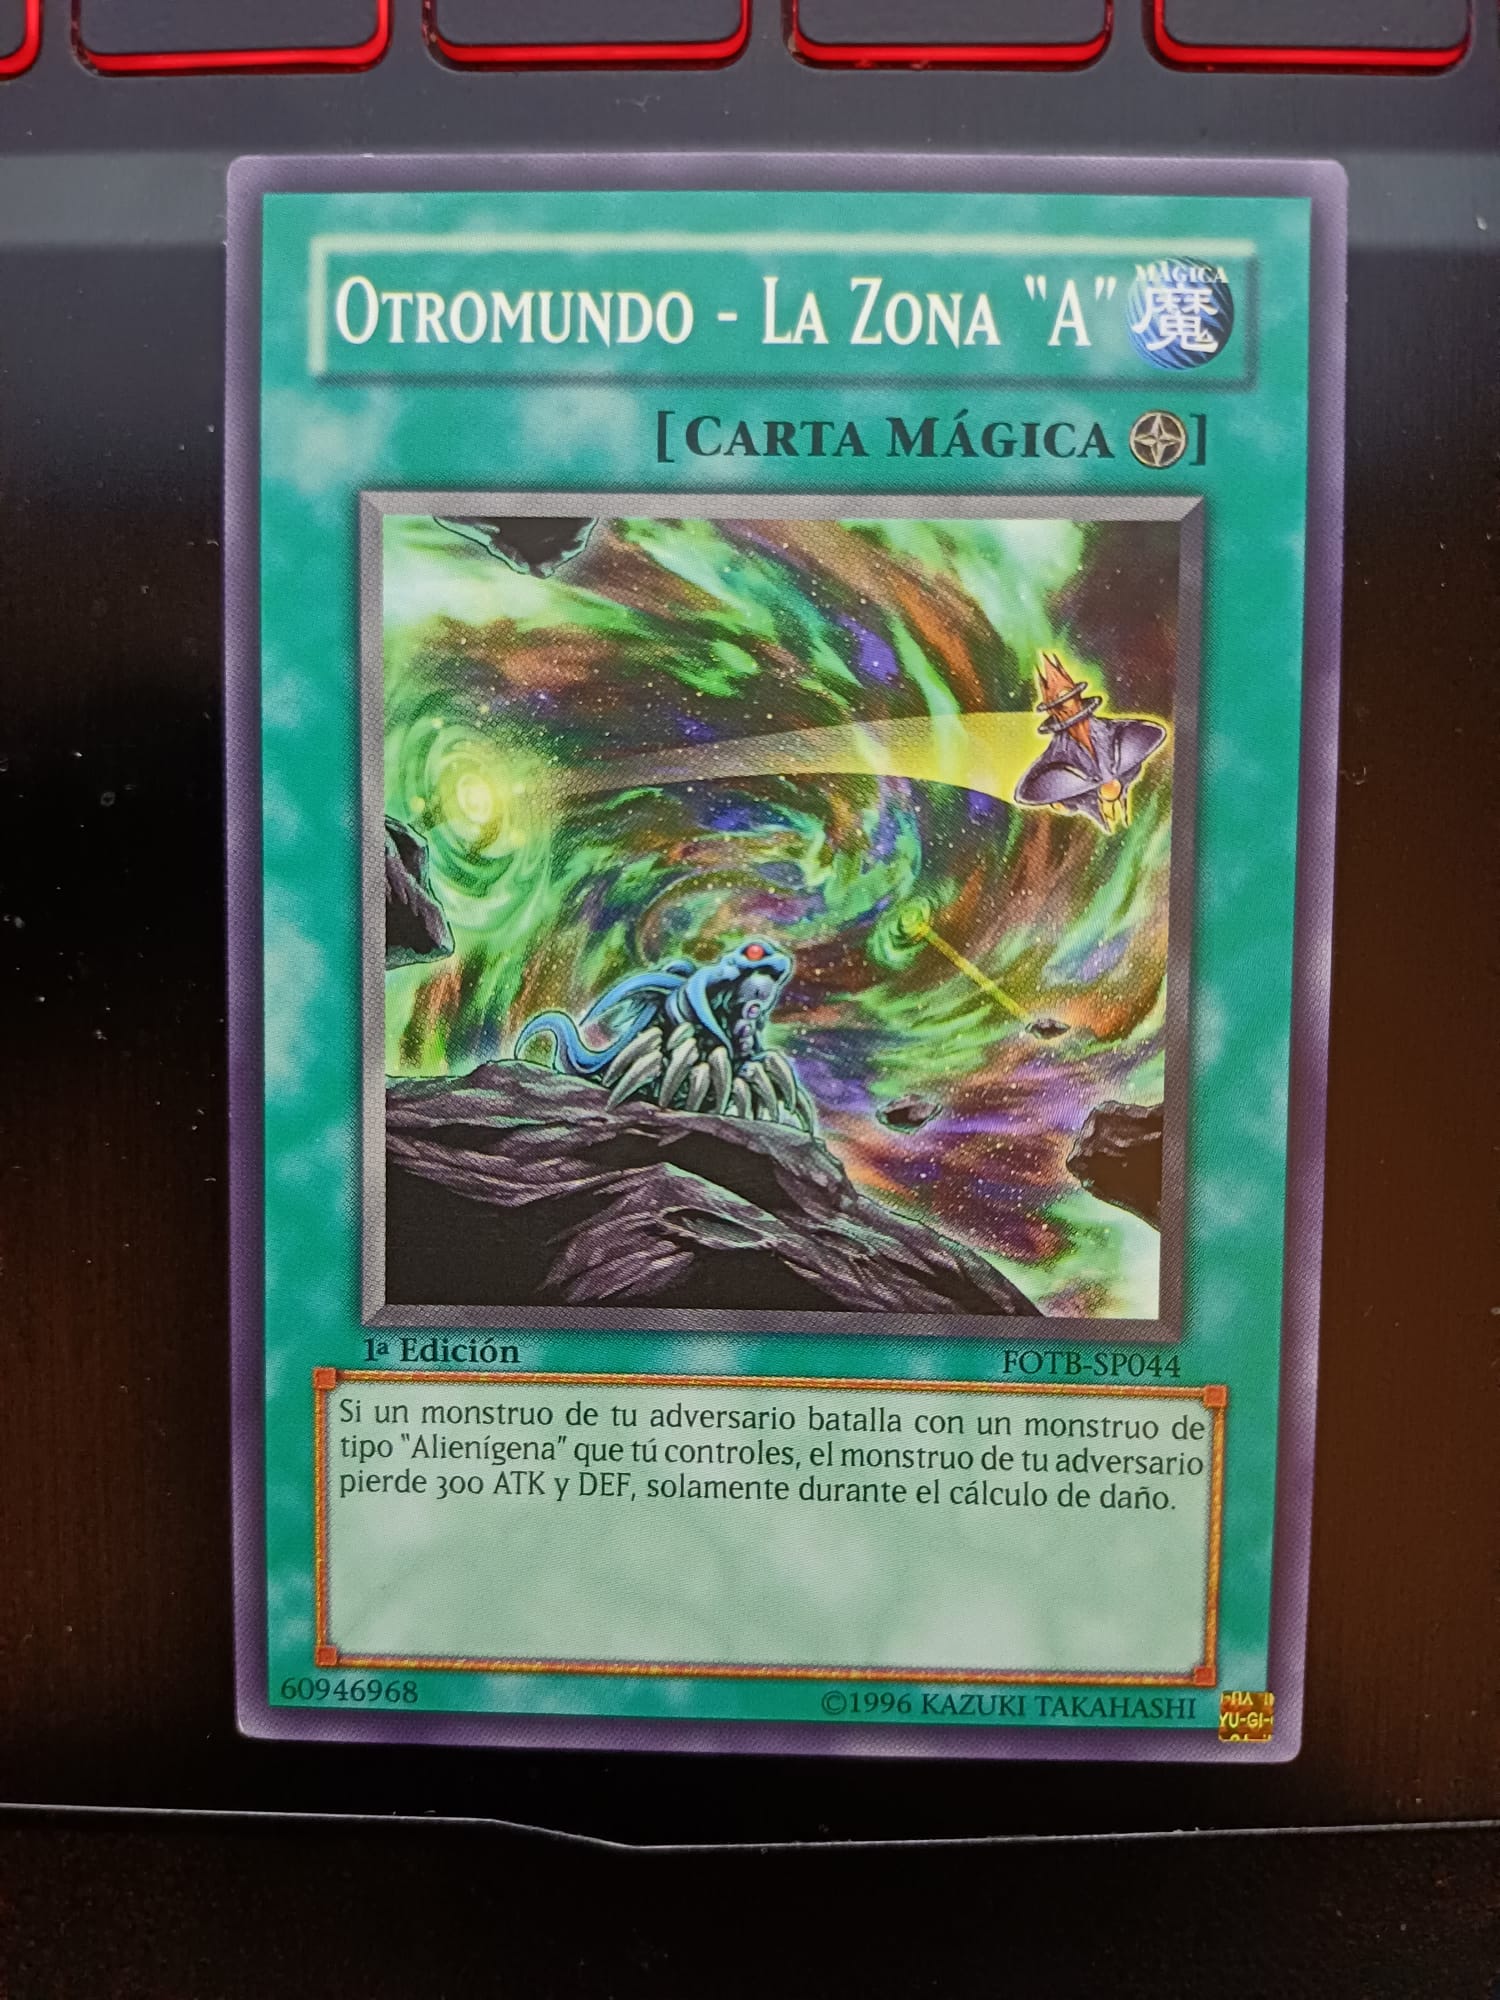 OTROMUNDO - LA ZONA "A"
MÁGICA
魔
[CARTA MÁGICA]
1ª Edición
FOTB-SP044
Si un monstruo de tu adversario batalla con un monstruo de
tipo "Alienígena" que tú controles, el monstruo de tu adversario
pierde 300 ATK y DEF, solamente durante el cálculo de daño.
60946968
©1996 KAZUKI TAKAHASHI
YU-GI-